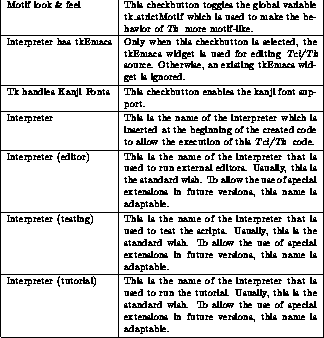 Motif look & feel This checkbutton toggles the global variable
tk_strictMotif which is used to make the be-
havior of Tk more motif-like.
Interpreter has tkEmacs Only when this checkbutton is selected, the
tkEmacs widget is used for editing Tcl/Tk
source. Otherwise, an existing tkEmacs wid-
get is ignored.
Tk handles Kanji Fonts This checkbutton enables the kanji font sup-
port.
Interpreter This is the name of the interpreter which is
inserted at the beginning of the created code
to allow the execution of this Tcl/Tk code.
Interpreter (editor) This is the name of the interpreter that is
used to run external editors. Usually, this is
the standard wish. To allow the use of special
extensions in future versions, this name is
adaptable.
Interpreter (testing) This is the name of the interpreter that is
used to test the scripts. Usually, this is the
standard wish. To allow the use of special
extensions in future versions, this name is
adaptable.
Interpreter (tutorial) This is the name of the interpreter that is
used to run the tutorial. Usually, this is the
standard wish. To allow the use of special
extensions in future versions, this name is
adaptable.